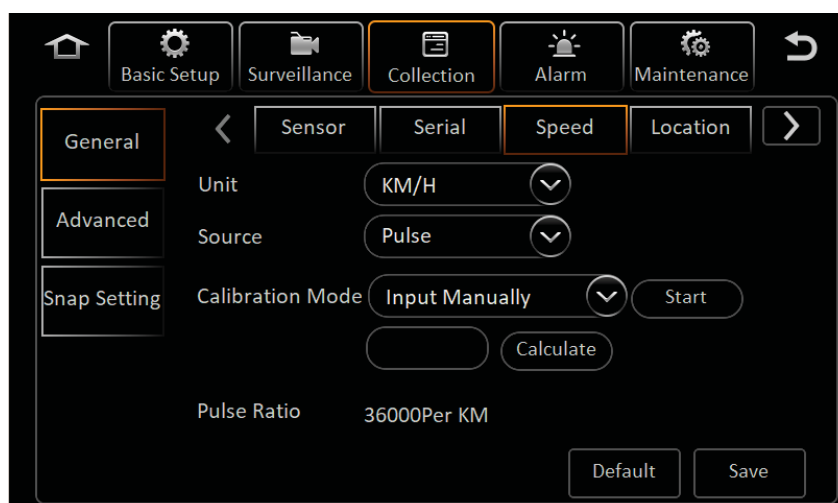 Basic Setup Surveillance Collection Alarm Maintenance
General Sensor Serial Speed Location
Unit KM/H
Advanced
Source Pulse
Snap Setting Calibration Mode Input Manually Start
Calculate
Pulse Ratio 36000Per KM
Default Save